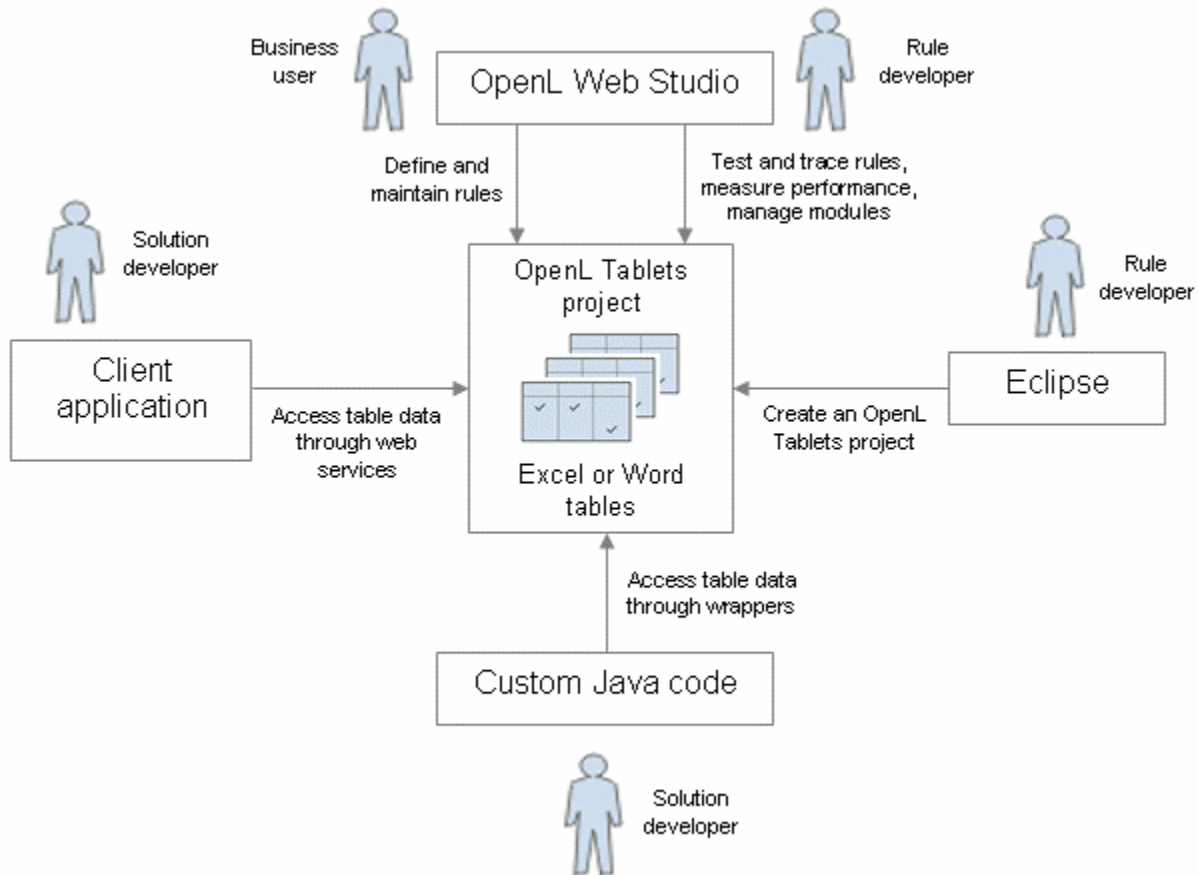 Business
user
OpenL Web Studio
Rule
developer
Define and
maintain rules
Test and trace rules,
measure performance,
manage modules
Solution
developer
OpenL Tablets
project
Rule
developer
Client
application
Eclipse
Access table data
through web
services
Create an OpenL
Tablets project
Excel or Word
tables
Access table data
through wrappers
Custom Java code
Solution
developer